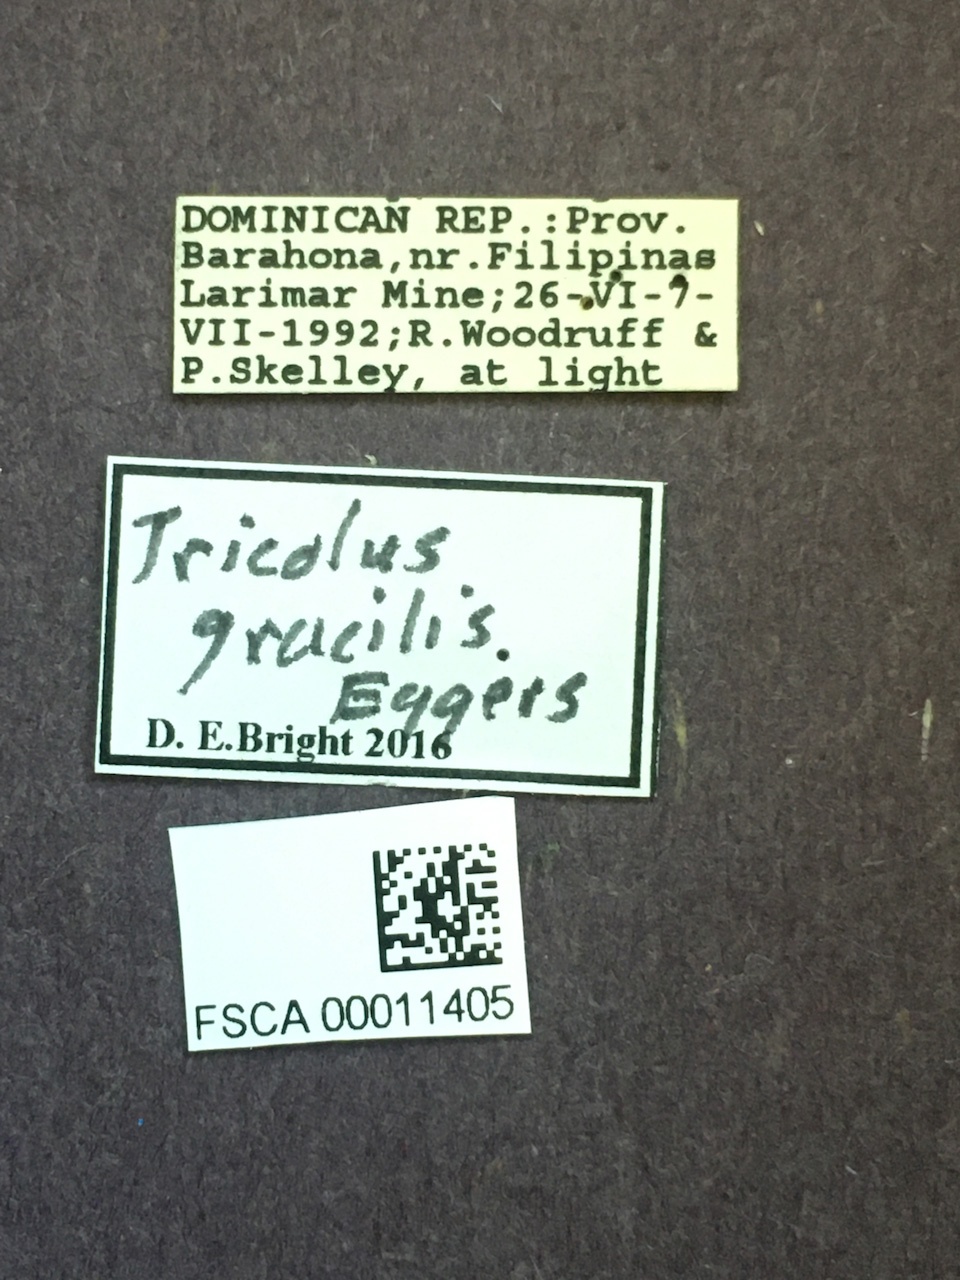 DOMINICAN REP.:Prov.
Barahona,nr.Filipinas
Larimar Mine;26-VI-7-
VII-1992;R.Woodruff &
P.Skelley, at light
Tricolus
gracilis.
Eggers
D. E.Bright 2016
FSCA 00011405